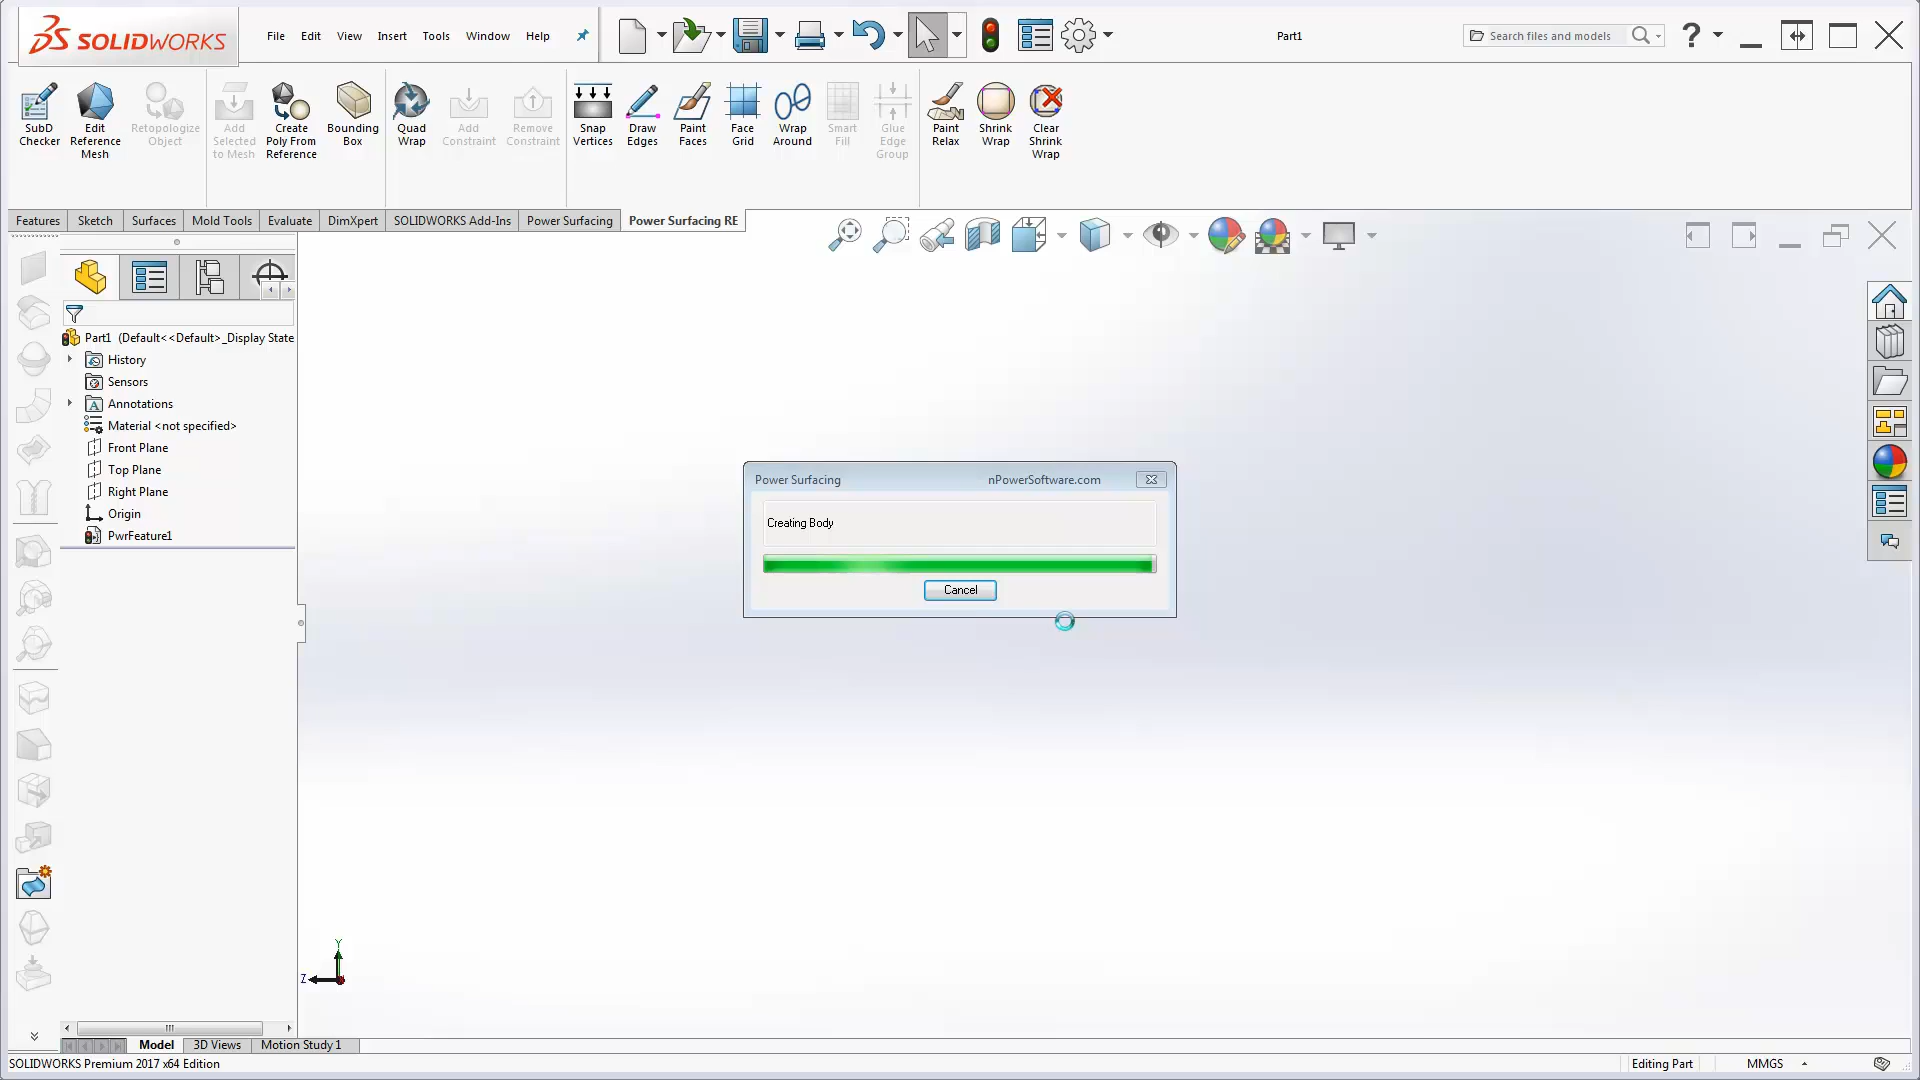 SOLIDWORKS
File Edit View Insert Tools Window Help
Part1
Search files and models
?
SubD Checker
Edit Reference Mesh
Retopologize Object
Add Selected to Mesh
Create Poly From Reference
Bounding Box
Quad Wrap
Add Constraint
Remove Constraint
Snap Vertices
Draw Edges
Paint Faces
Face Grid
Wrap Around
Smart Fill
Glue Edge Group
Paint Relax
Shrink Wrap
Clear Shrink Wrap
Features Sketch Surfaces Mold Tools Evaluate DimXpert SOLIDWORKS Add-Ins Power Surfacing Power Surfacing RE
Part1 (Default<<Default>_Display State
History
Sensors
Annotations
Material <not specified>
Front Plane
Top Plane
Right Plane
Origin
PwrFeature1
Power Surfacing nPowerSoftware.com
Creating Body
Cancel
Y
Z
Model 3D Views Motion Study 1
SOLIDWORKS Premium 2017 x64 Edition
Editing Part
MMGS